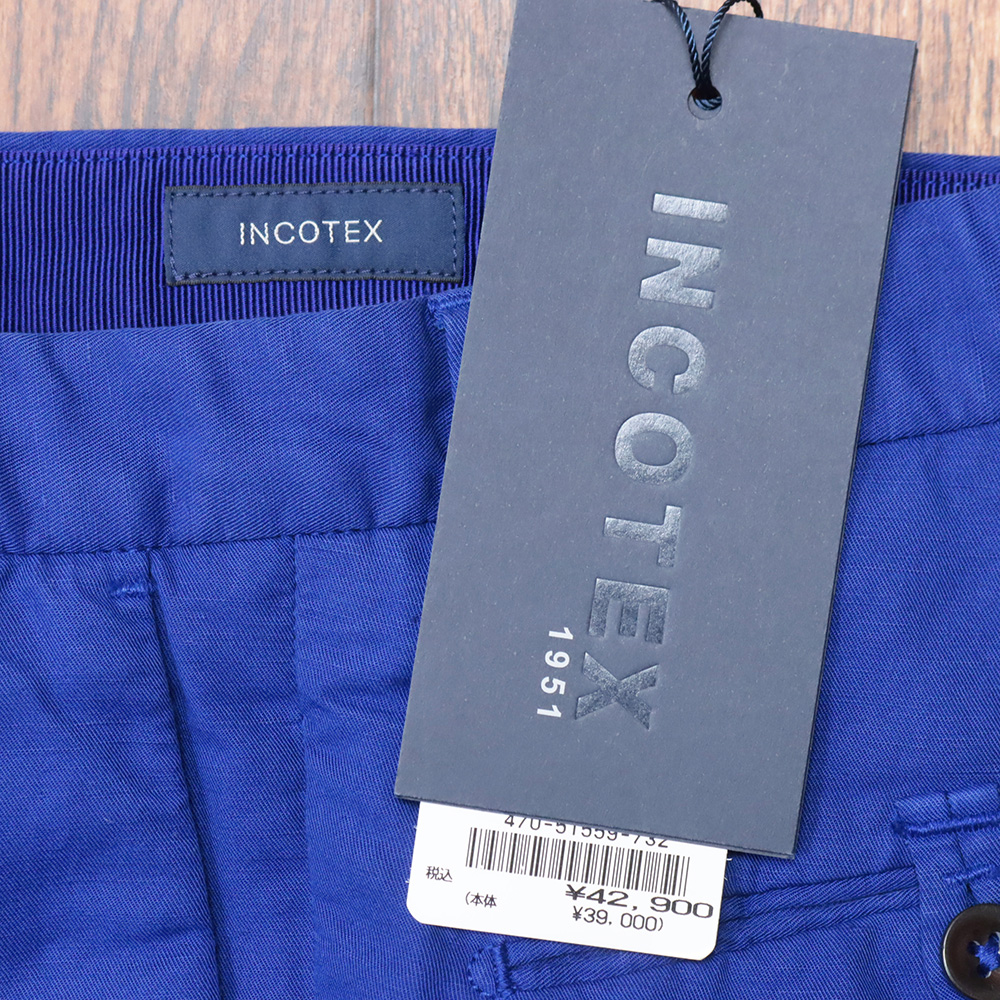 INCOTEX
INCOTEX
1951
470-51559-732
税込 ¥42,900
(本体 ¥39,000)